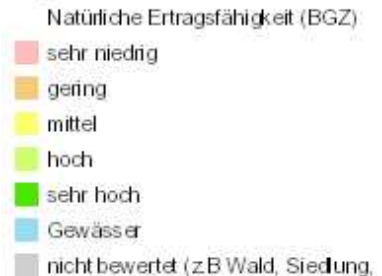 Natürliche Ertragsfähigkeit (BGZ)
sehr niedrig
gering
mittel
hoch
sehr hoch
Gewässer
nicht bewertet (z.B Wald, Siedlung,